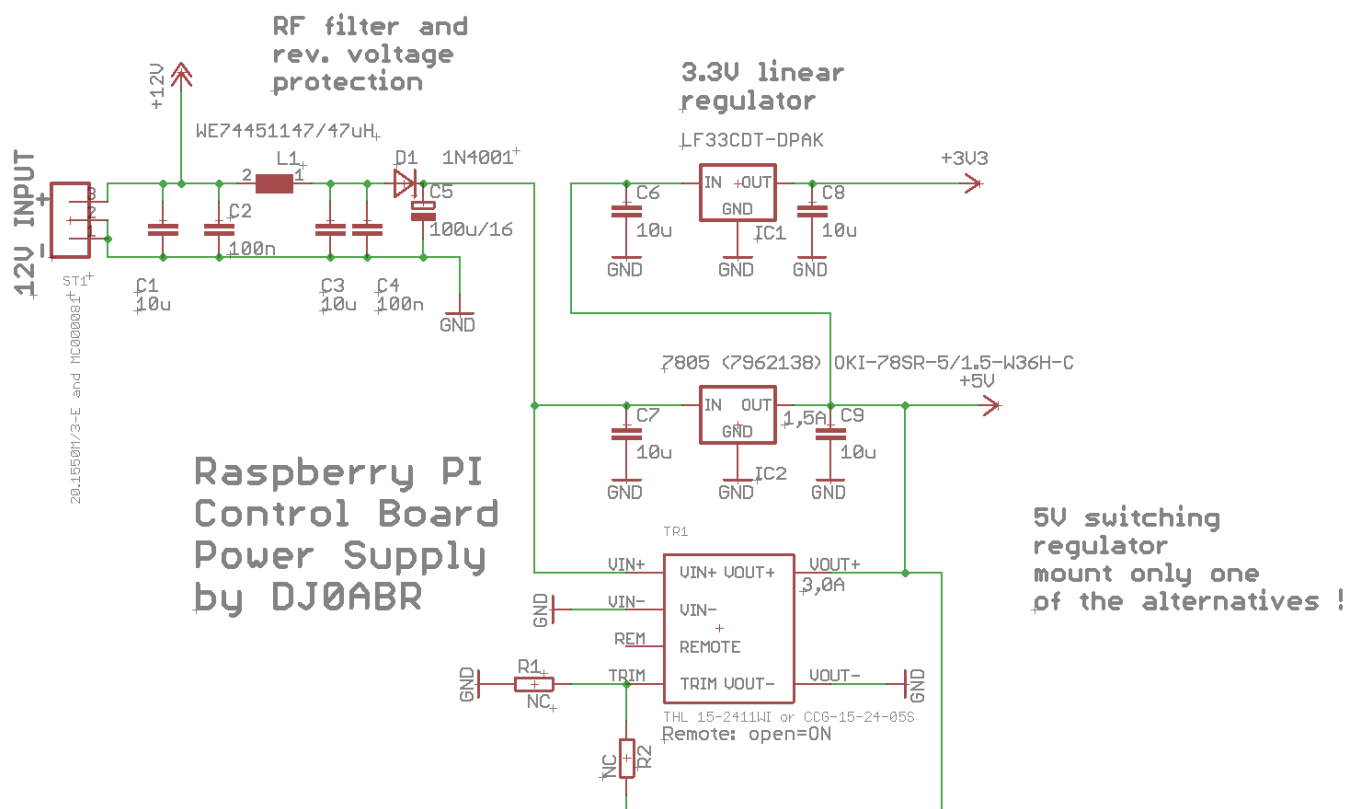 RF filter and
rev. voltage
protection
3.3V linear
regulator
+12V
WE74451147/47uH
LF33CDT-DPAK
12V INPUT
+
-
3
2
1
ST1
20.1550M/3-E and MC000081
2 L1 1
D1 1N4001
C2
100n
C5
100u/16
C1
10u
C3
10u
C4
100n
GND
C6
10u
GND
IN OUT
GND
IC1
GND
C8
10u
GND
+3V3
7805 (7962138) OKI-78SR-5/1.5-W36H-C
+5V
C7
10u
GND
IN OUT
GND
1,5A
IC2
GND
C9
10u
GND
Raspberry PI
Control Board
Power Supply
by DJ0ABR
5V switching
regulator
mount only one
of the alternatives !
TR1
VIN+ VIN+ VOUT+ VOUT+
3,0A
GND VIN- VIN-
REM REMOTE
GND R1 TRIM TRIM VOUT- VOUT- GND
NC
THL 15-2411WI or CCG-15-24-05S
Remote: open=ON
NC R2